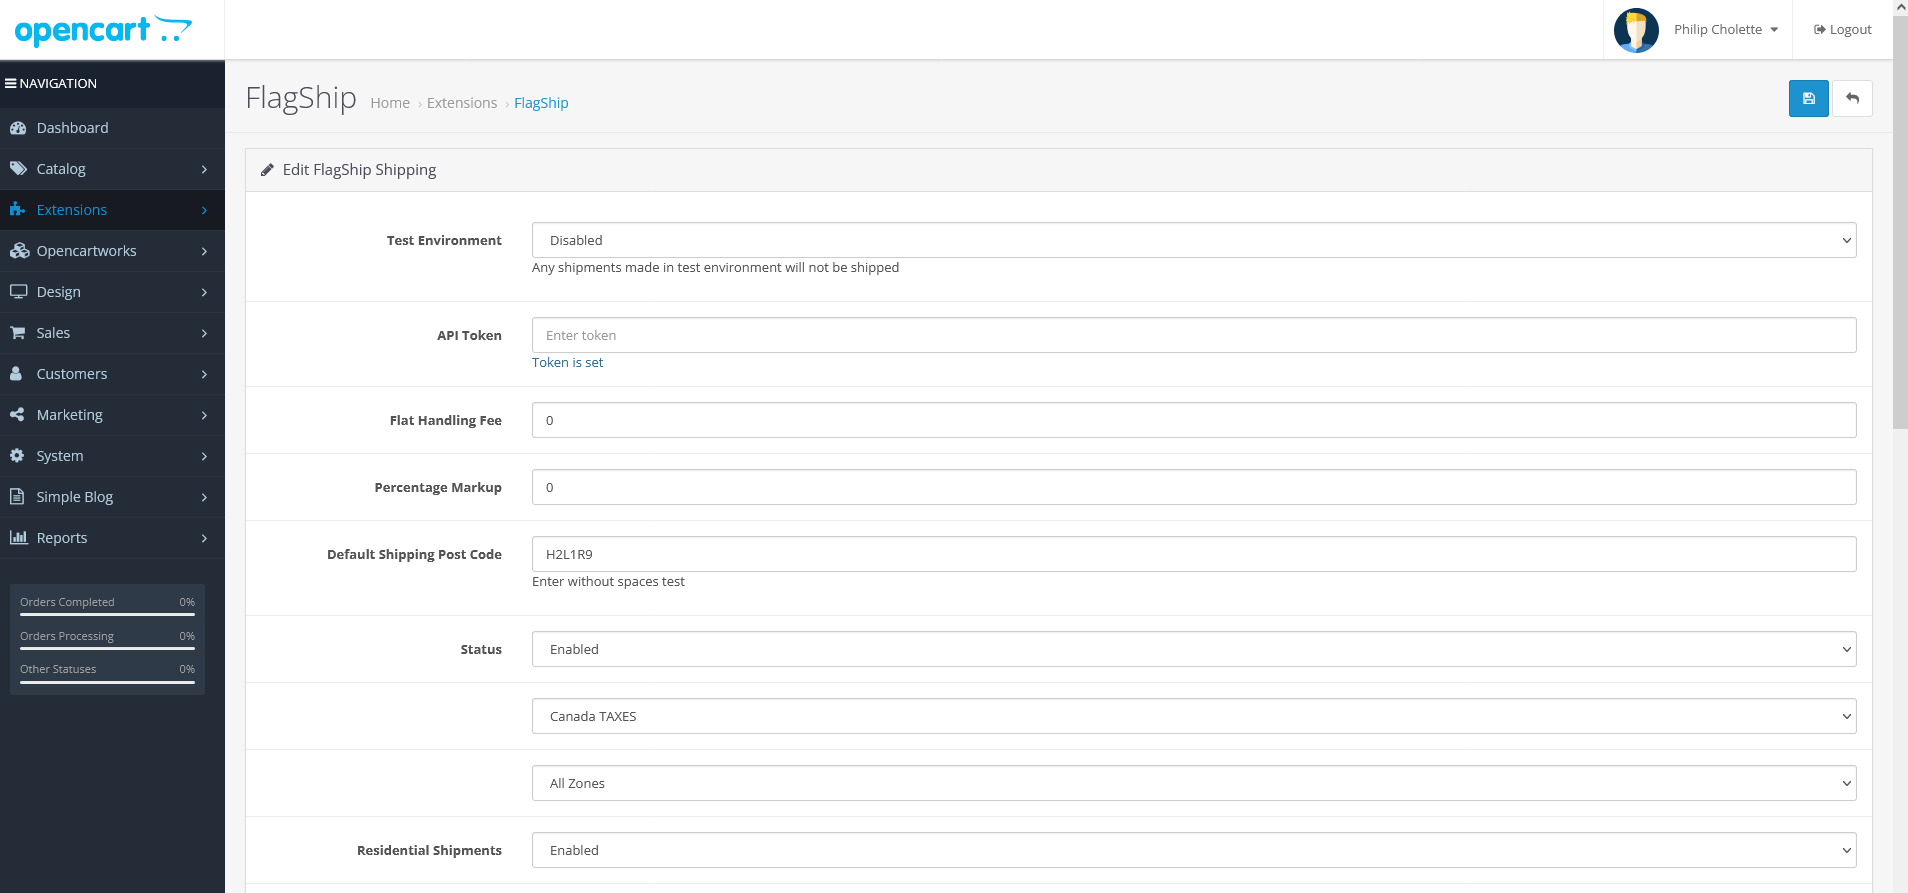 opencart
Philip Cholette
Logout
NAVIGATION
Dashboard
Catalog
Extensions
Opencartworks
Design
Sales
Customers
Marketing
System
Simple Blog
Reports
Orders Completed 0%
Orders Processing 0%
Other Statuses 0%
FlagShip Home › Extensions › FlagShip
Edit FlagShip Shipping
Test Environment Disabled
Any shipments made in test environment will not be shipped
API Token Enter token
Token is set
Flat Handling Fee 0
Percentage Markup 0
Default Shipping Post Code H2L1R9
Enter without spaces test
Status Enabled
Canada TAXES
All Zones
Residential Shipments Enabled